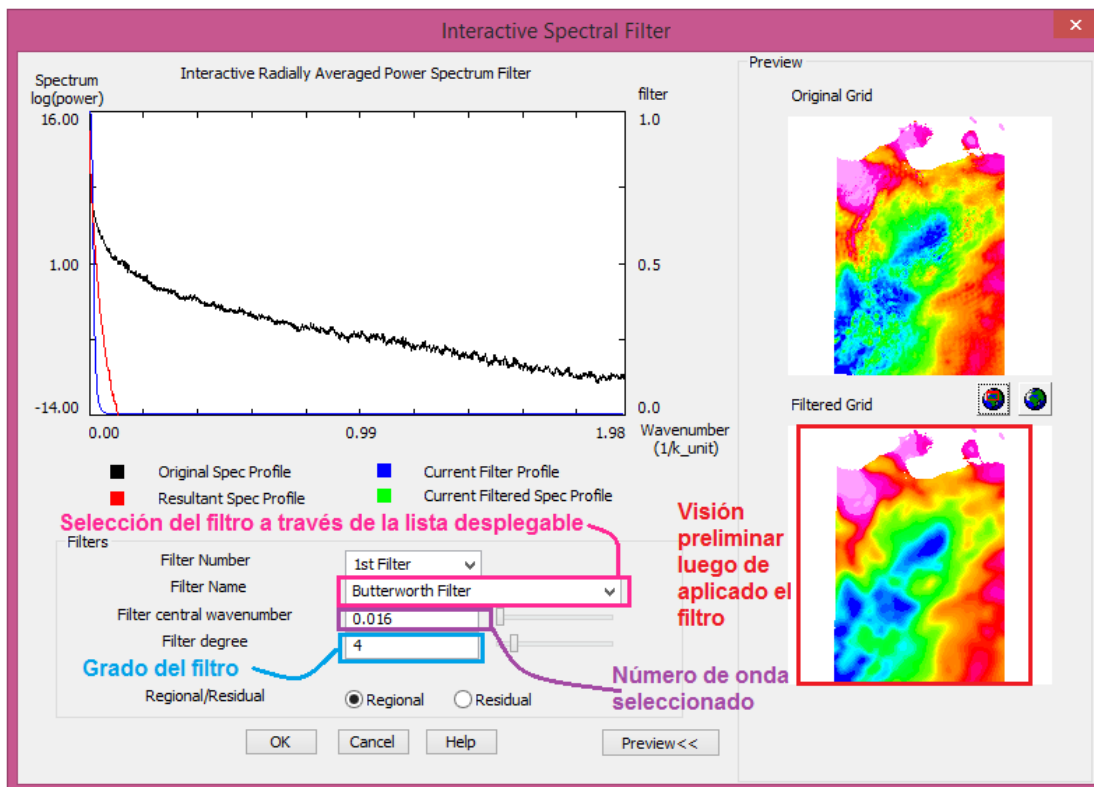 Interactive Spectral Filter
×
Interactive Radially Averaged Power Spectrum Filter
Spectrum
log(power)
filter
16.00
1.0
1.00
0.5
-14.00
0.0
0.00
0.99
1.98
Wavenumber
(1/k_unit)
Original Spec Profile
Current Filter Profile
Resultant Spec Profile
Current Filtered Spec Profile
Selección del filtro a través de la lista desplegable
Filters
Filter Number
1st Filter
Filter Name
Butterworth Filter
Filter central wavenumber
0.016
Filter degree
4
Grado del filtro
Número de onda
seleccionado
Regional/Residual
Regional
Residual
OK
Cancel
Help
Preview<<
Preview
Original Grid
Filtered Grid
Visión
preliminar
luego de
aplicado el
filtro